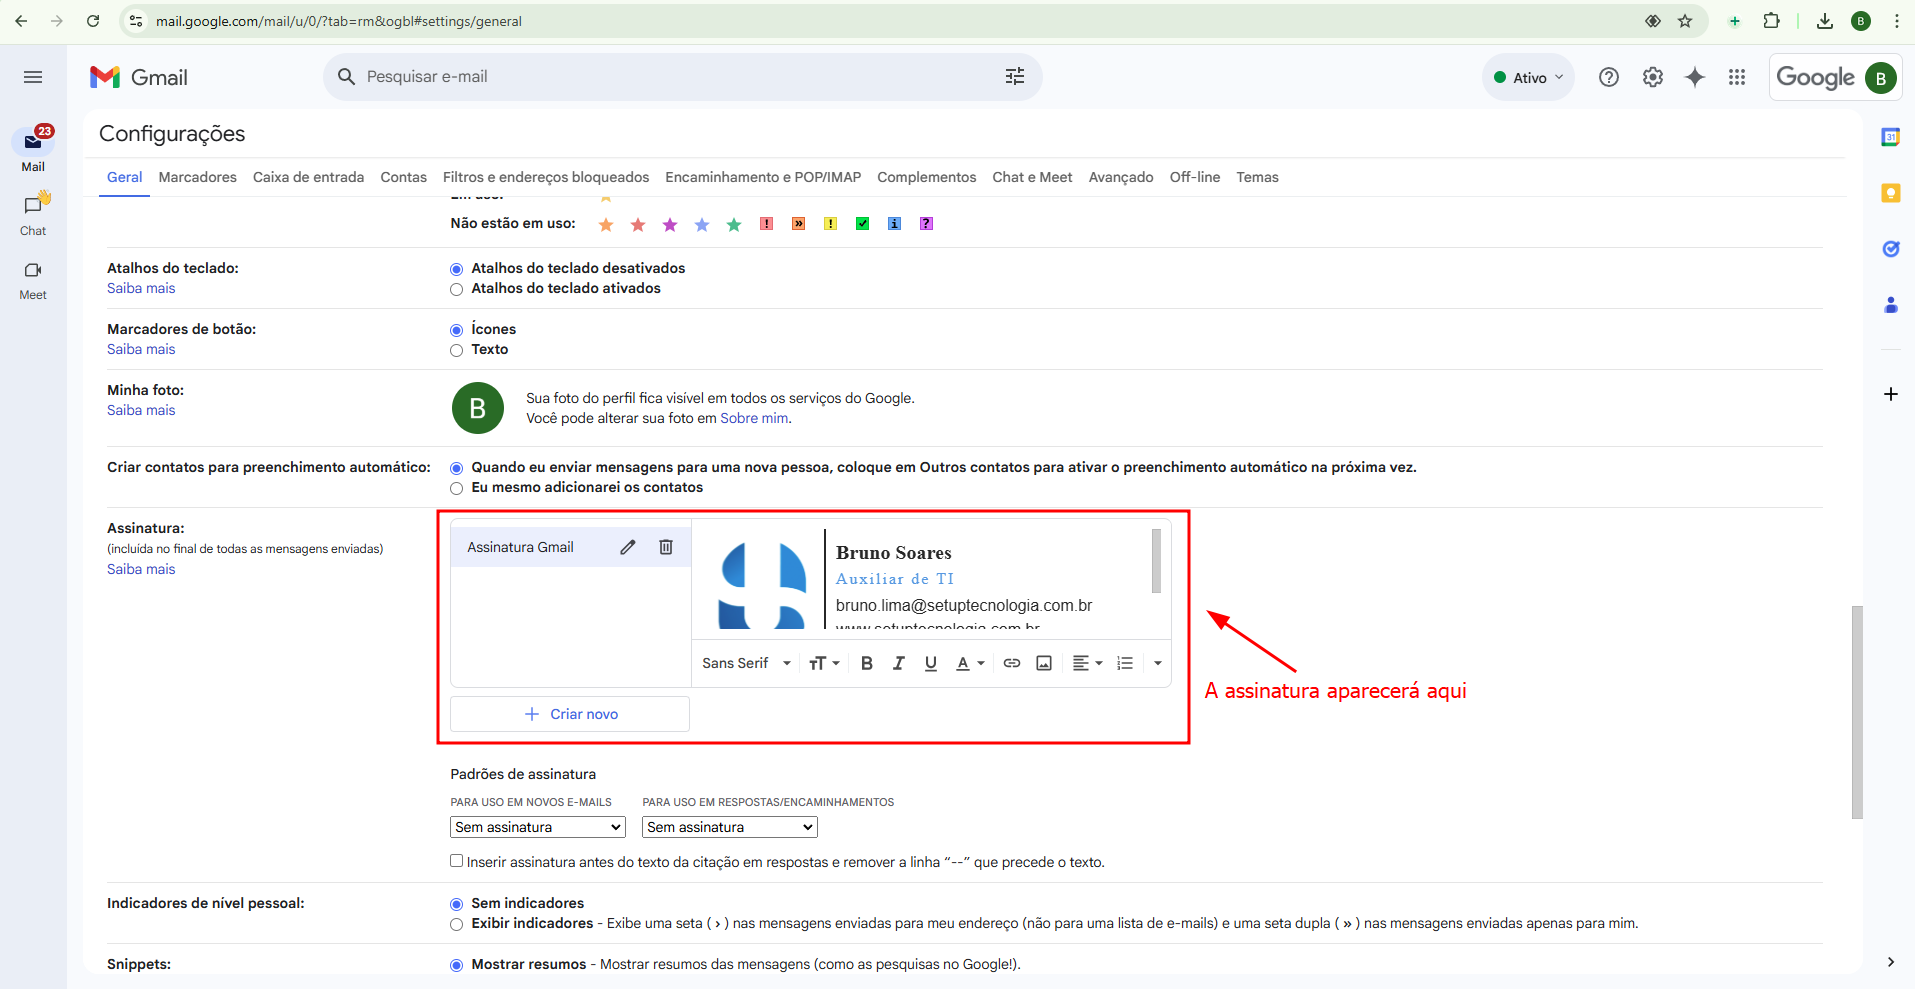 mail.google.com/mail/u/0/?tab=rm&ogbl#settings/general
B
Gmail
Pesquisar e-mail
Ativo
Google
B
23
Mail
Chat
Meet
31
Configurações
Geral Marcadores Caixa de entrada Contas Filtros e endereços bloqueados Encaminhamento e POP/IMAP Complementos Chat e Meet Avançado Off-line Temas
Em uso:
Não estão em uso: ! » ! ✓ i ?
Atalhos do teclado:
Saiba mais
Atalhos do teclado desativados
Atalhos do teclado ativados
Marcadores de botão:
Saiba mais
Ícones
Texto
Minha foto:
Saiba mais
B
Sua foto do perfil fica visível em todos os serviços do Google.
Você pode alterar sua foto em Sobre mim.
Criar contatos para preenchimento automático:
Quando eu enviar mensagens para uma nova pessoa, coloque em Outros contatos para ativar o preenchimento automático na próxima vez.
Eu mesmo adicionarei os contatos
Assinatura:
(incluída no final de todas as mensagens enviadas)
Saiba mais
Assinatura Gmail
Bruno Soares
Auxiliar de TI
bruno.lima@setuptecnologia.com.br
www.setuptecnologia.com.br
Sans Serif TT B I U A
Criar novo
A assinatura aparecerá aqui
Padrões de assinatura
PARA USO EM NOVOS E-MAILS
PARA USO EM RESPOSTAS/ENCAMINHAMENTOS
Sem assinatura
Sem assinatura
Inserir assinatura antes do texto da citação em respostas e remover a linha “--” que precede o texto.
Indicadores de nível pessoal:
Sem indicadores
Exibir indicadores - Exibe uma seta ( › ) nas mensagens enviadas para meu endereço (não para uma lista de e-mails) e uma seta dupla ( » ) nas mensagens enviadas apenas para mim.
Snippets:
Mostrar resumos - Mostrar resumos das mensagens (como as pesquisas no Google!).